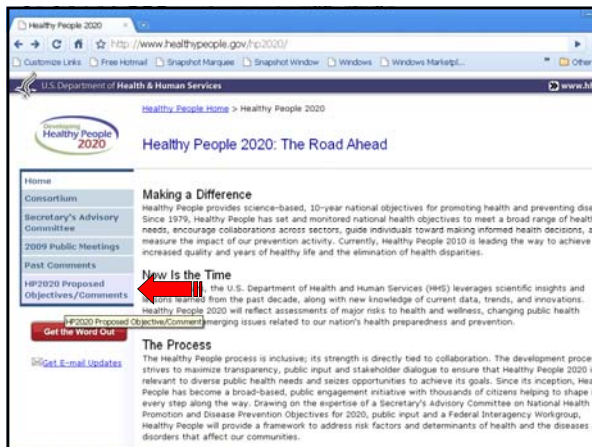 Healthy People 2020
http://www.healthypeople.gov/hp2020/
Customize Links Free Hotmail Snapshot Marquee Snapshot Window Windows Windows Marketpl... Other
U.S. Department of Health & Human Services www.h
Healthy People Home > Healthy People 2020
Developing
Healthy People
2020
Healthy People 2020: The Road Ahead
Home
Consortium
Secretary's Advisory
Committee
2009 Public Meetings
Past Comments
HP2020 Proposed
Objectives/Comments
HP2020 Proposed Objective/Comment
Get the Word Out
Get E-mail Updates
Making a Difference
Healthy People provides science-based, 10-year national objectives for promoting health and preventing dise
Since 1979, Healthy People has set and monitored national health objectives to meet a broad range of health
needs, encourage collaborations across sectors, guide individuals toward making informed health decisions, a
measure the impact of our prevention activity. Currently, Healthy People 2010 is leading the way to achieve
increased quality and years of healthy life and the elimination of health disparities.
Now Is the Time
, the U.S. Department of Health and Human Services (HHS) leverages scientific insights and
lessons learned from the past decade, along with new knowledge of current data, trends, and innovations.
Healthy People 2020 will reflect assessments of major risks to health and wellness, changing public health
emerging issues related to our nation's health preparedness and prevention.
The Process
The Healthy People process is inclusive; its strength is directly tied to collaboration. The development proces
strives to maximize transparency, public input and stakeholder dialogue to ensure that Healthy People 2020 i
relevant to diverse public health needs and seizes opportunities to achieve its goals. Since its inception, Hea
People has become a broad-based, public engagement initiative with thousands of citizens helping to shape i
every step along the way. Drawing on the expertise of a Secretary's Advisory Committee on National Health
Promotion and Disease Prevention Objectives for 2020, public input and a Federal Interagency Workgroup,
Healthy People will provide a framework to address risk factors and determinants of health and the diseases
disorders that affect our communities.